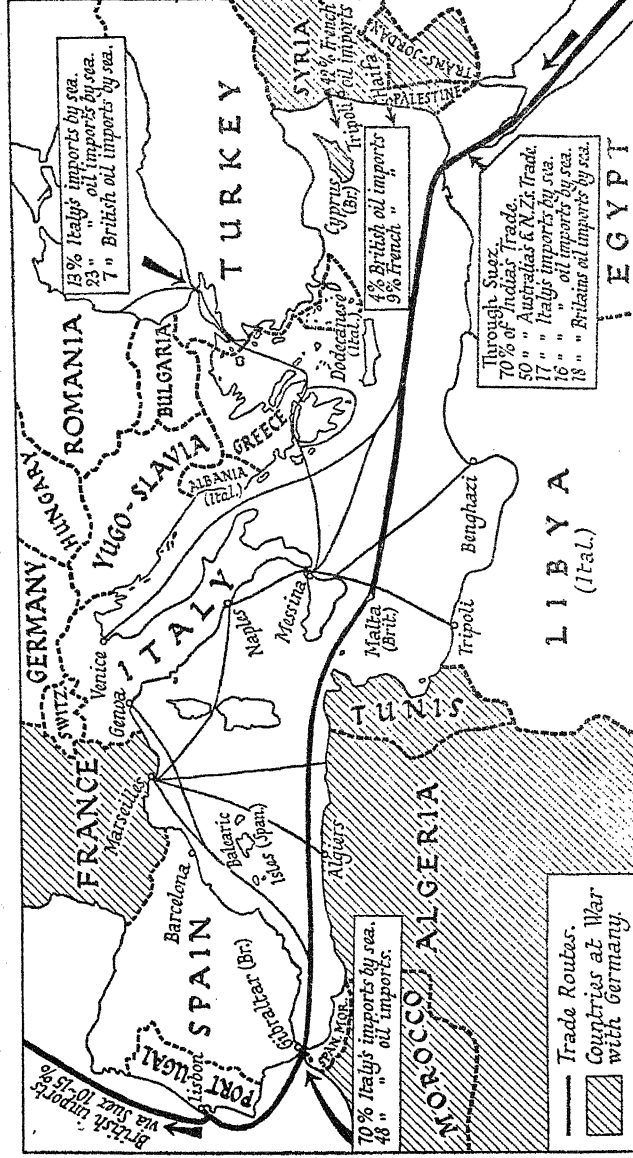 British imports
via Suez 10-15%
PORTUGAL
Lisbon
SPAIN
Gibraltar (Br.)
Barcelona
Balearic
Isles (Span.)
FRANCE
Marseilles
SWITZ.
GERMANY
Genoa
Venice
ITALY
Naples
Messina
HUNGARY
YUGO-SLAVIA
ALBANIA
(Ital.)
ROMANIA
BULGARIA
GREECE
Dodecanese
(Ital.)
TURKEY
13% Italy's imports by sea.
23 " " oil imports by sea.
7 " British oil imports by sea.
SYRIA
French
oil imports
Tripoli
Haifa
Cyprus
(Br.)
PALESTINE
TRANS-JORDAN
4% British oil imports
9% French " "
70% Italy's imports by sea.
48 " " oil imports.
SPAN. MOR.
MOROCCO
ALGERIA
Algiers
TUNIS
Malta
(Brit.)
Tripoli
Benghazi
LIBYA
(Ital.)
Through Suez
70% of India's Trade.
50 " " Australia's & N.Z's. Trade.
17 " " Italy's imports by sea.
16 " " " oil imports by sea.
18 " " Britains oil imports by sea.
EGYPT
Trade Routes.
Countries at War
with Germany.